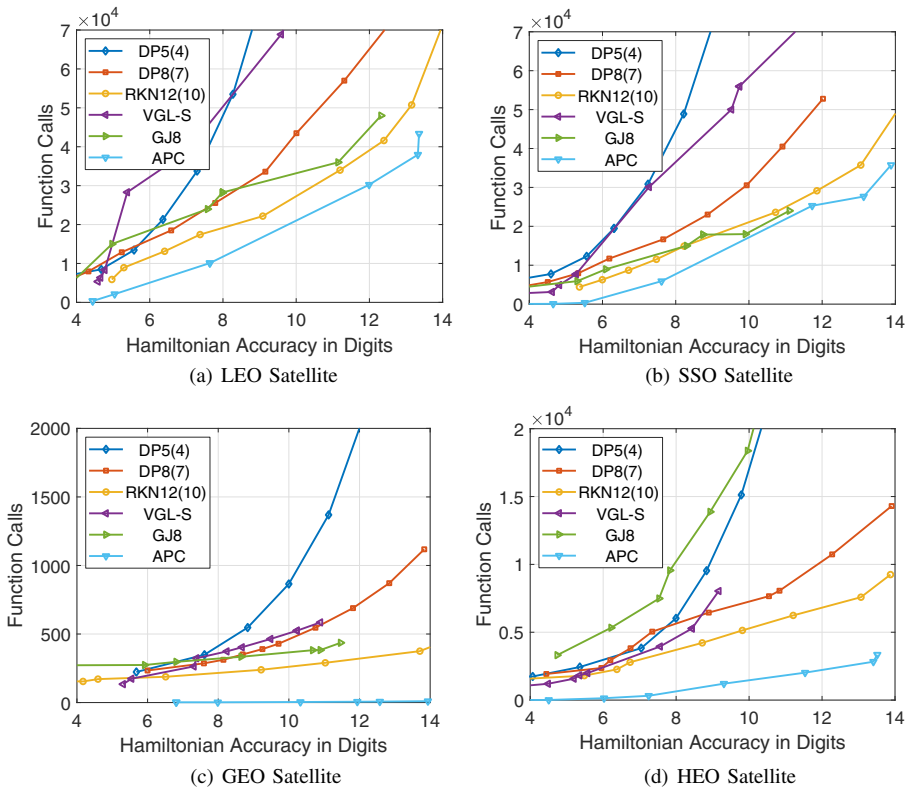 ×10⁴
7
6
5
4
3
2
1
0
Function Calls
DP5(4)
DP8(7)
RKN12(10)
VGL-S
GJ8
APC
4 6 8 10 12 14
Hamiltonian Accuracy in Digits
(a) LEO Satellite
×10⁴
7
6
5
4
3
2
1
0
Function Calls
DP5(4)
DP8(7)
RKN12(10)
VGL-S
GJ8
APC
4 6 8 10 12 14
Hamiltonian Accuracy in Digits
(b) SSO Satellite
2000
1500
1000
500
0
Function Calls
DP5(4)
DP8(7)
RKN12(10)
VGL-S
GJ8
APC
4 6 8 10 12 14
Hamiltonian Accuracy in Digits
(c) GEO Satellite
×10⁴
2
1.5
1
0.5
0
Function Calls
DP5(4)
DP8(7)
RKN12(10)
VGL-S
GJ8
APC
4 6 8 10 12 14
Hamiltonian Accuracy in Digits
(d) HEO Satellite